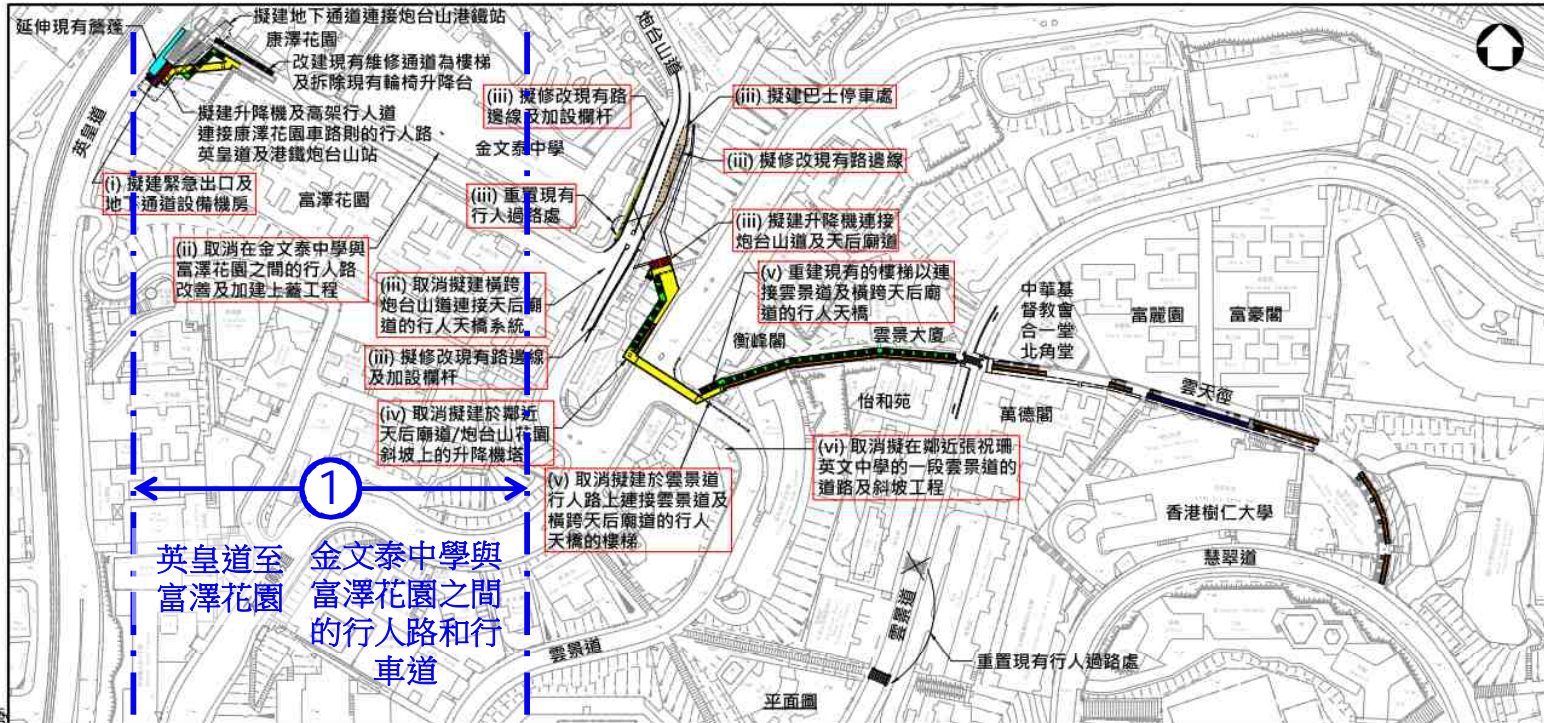 延伸現有簷篷
擬建地下通道連接炮台山港鐵站
康澤花園
改建現有維修通道為樓梯
及拆除現有輪椅升降台
擬建升降機及高架行人道
連接康澤花園車路則的行人路、
英皇道及港鐵炮台山站
英皇道
(i) 擬建緊急出口及
地下通道設備機房
富澤花園
(ii) 取消在金文泰中學與
富澤花園之間的行人路
改善及加建上蓋工程
炮台山道
(iii) 擬修改現有路
邊線及加設欄杆
金文泰中學
(iii) 重置現有
行人過路處
(iii) 擬建巴士停車處
(iii) 擬修改現有路邊線
(iii) 擬建升降機連接
炮台山道及天后廟道
(iii) 取消擬建橫跨
炮台山道連接天后廟
道的行人天橋系統
(iii) 擬修改現有路邊線
及加設欄杆
(iv) 取消擬建於鄰近
天后廟道/炮台山花園
斜坡上的升降機塔
(v) 重建現有的樓梯以連
接雲景道及橫跨天后廟
道的行人天橋
衡峰閣
雲景大廈
中華基
督教會
合一堂
北角堂
富麗園
富豪閣
怡和苑
萬德閣
雲天徑
(v) 取消擬建於雲景道
行人路上連接雲景道及
橫跨天后廟道的行人
天橋的樓梯
(vi) 取消擬在鄰近張祝珊
英文中學的一段雲景道的
道路及斜坡工程
香港樹仁大學
慧翠道
1
英皇道至
富澤花園
金文泰中學與
富澤花園之間
的行人路和行
車道
雲景道
雲景道
重置現有行人過路處
平面圖